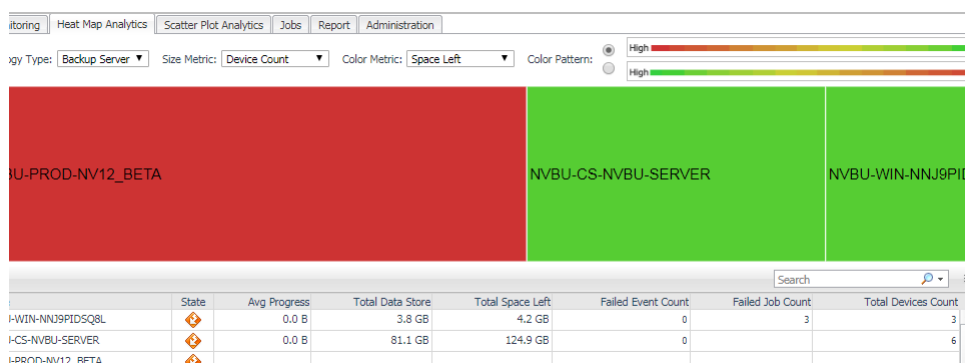 itoring Heat Map Analytics Scatter Plot Analytics Jobs Report Administration
ogy Type: Backup Server Size Metric: Device Count Color Metric: Space Left Color Pattern: High
High
BU-PROD-NV12_BETA NVBU-CS-NVBU-SERVER NVBU-WIN-NNJ9PID
Search
State Avg Progress Total Data Store Total Space Left Failed Event Count Failed Job Count Total Devices Count
-WIN-NNJ9PIDSQ8L 0.0 B 3.8 GB 4.2 GB 0 3 3
-CS-NVBU-SERVER 0.0 B 81.1 GB 124.9 GB 0 6
-PROD-NV12_BETA